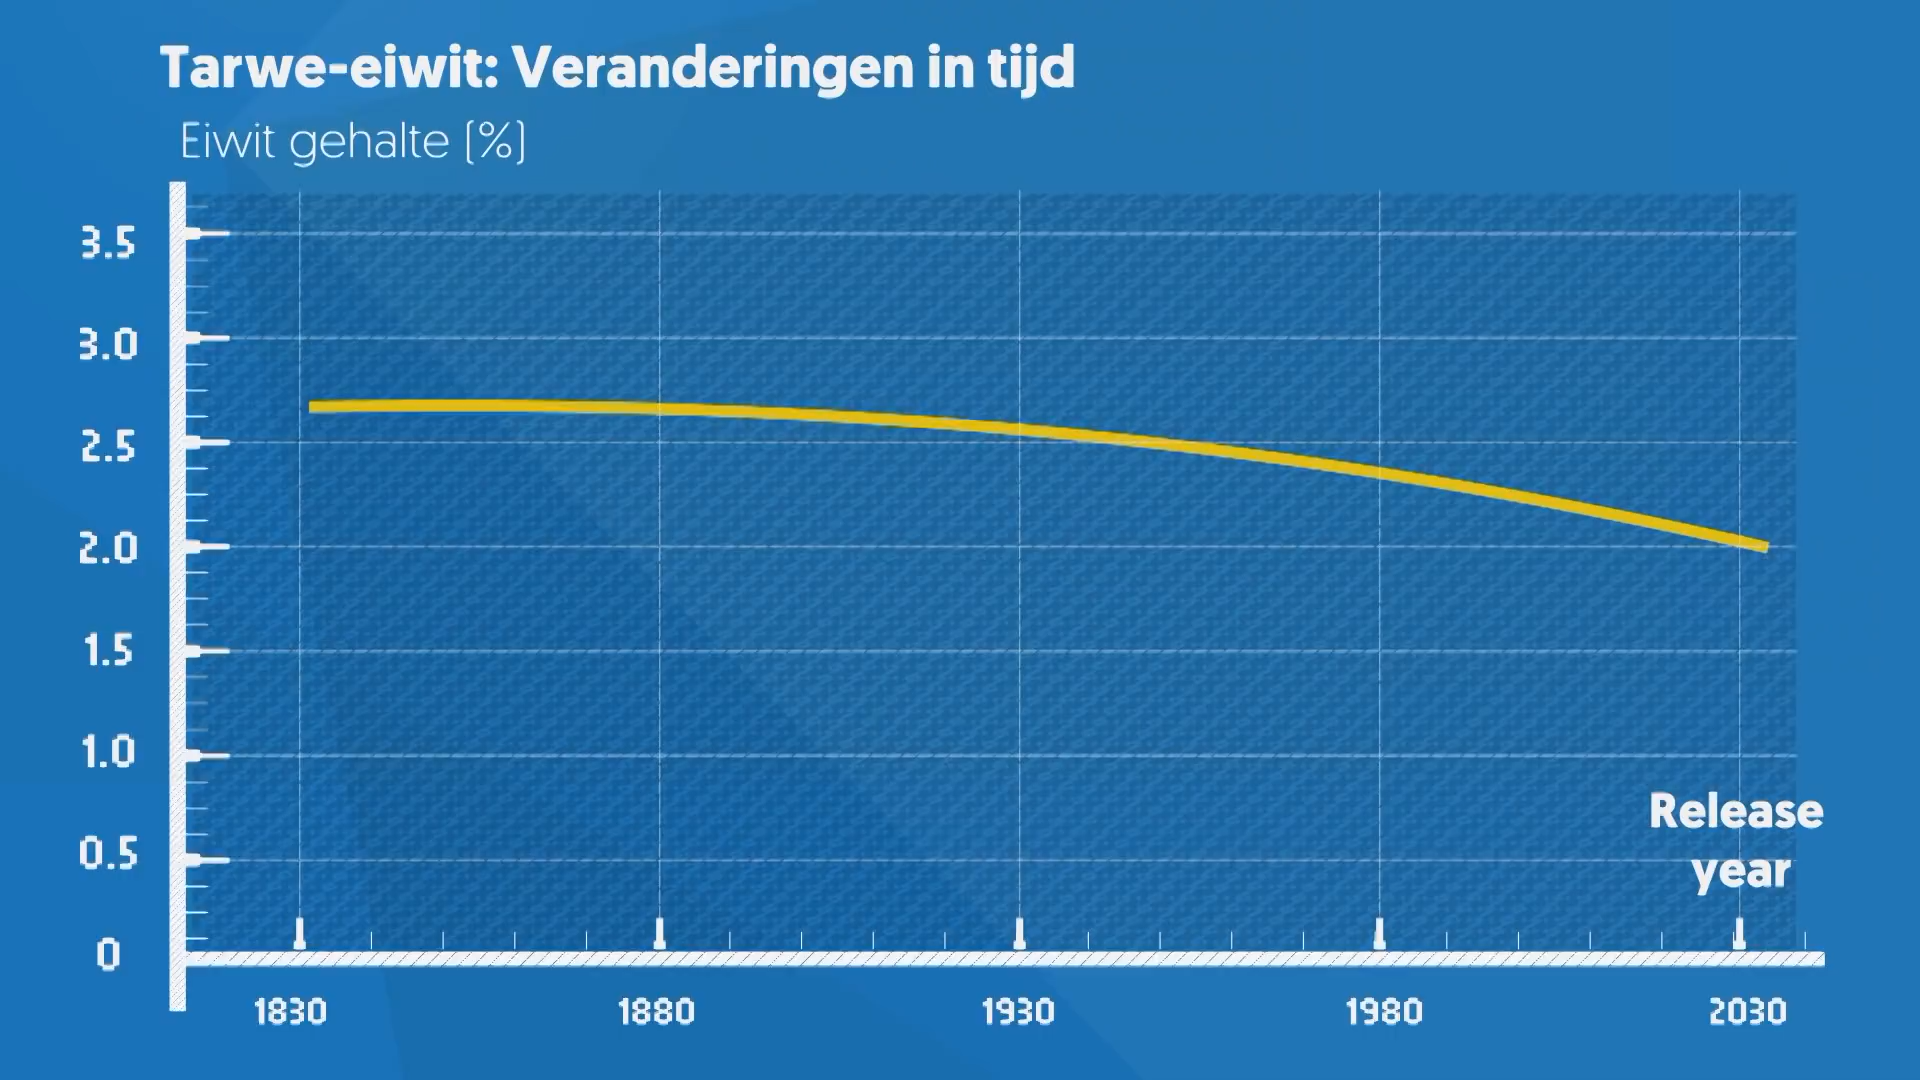 Tarwe-eiwit: Veranderingen in tijd
Eiwit gehalte (%)
3.5
3.0
2.5
2.0
1.5
1.0
0.5
0
Release
year
1830 1880 1930 1980 2030